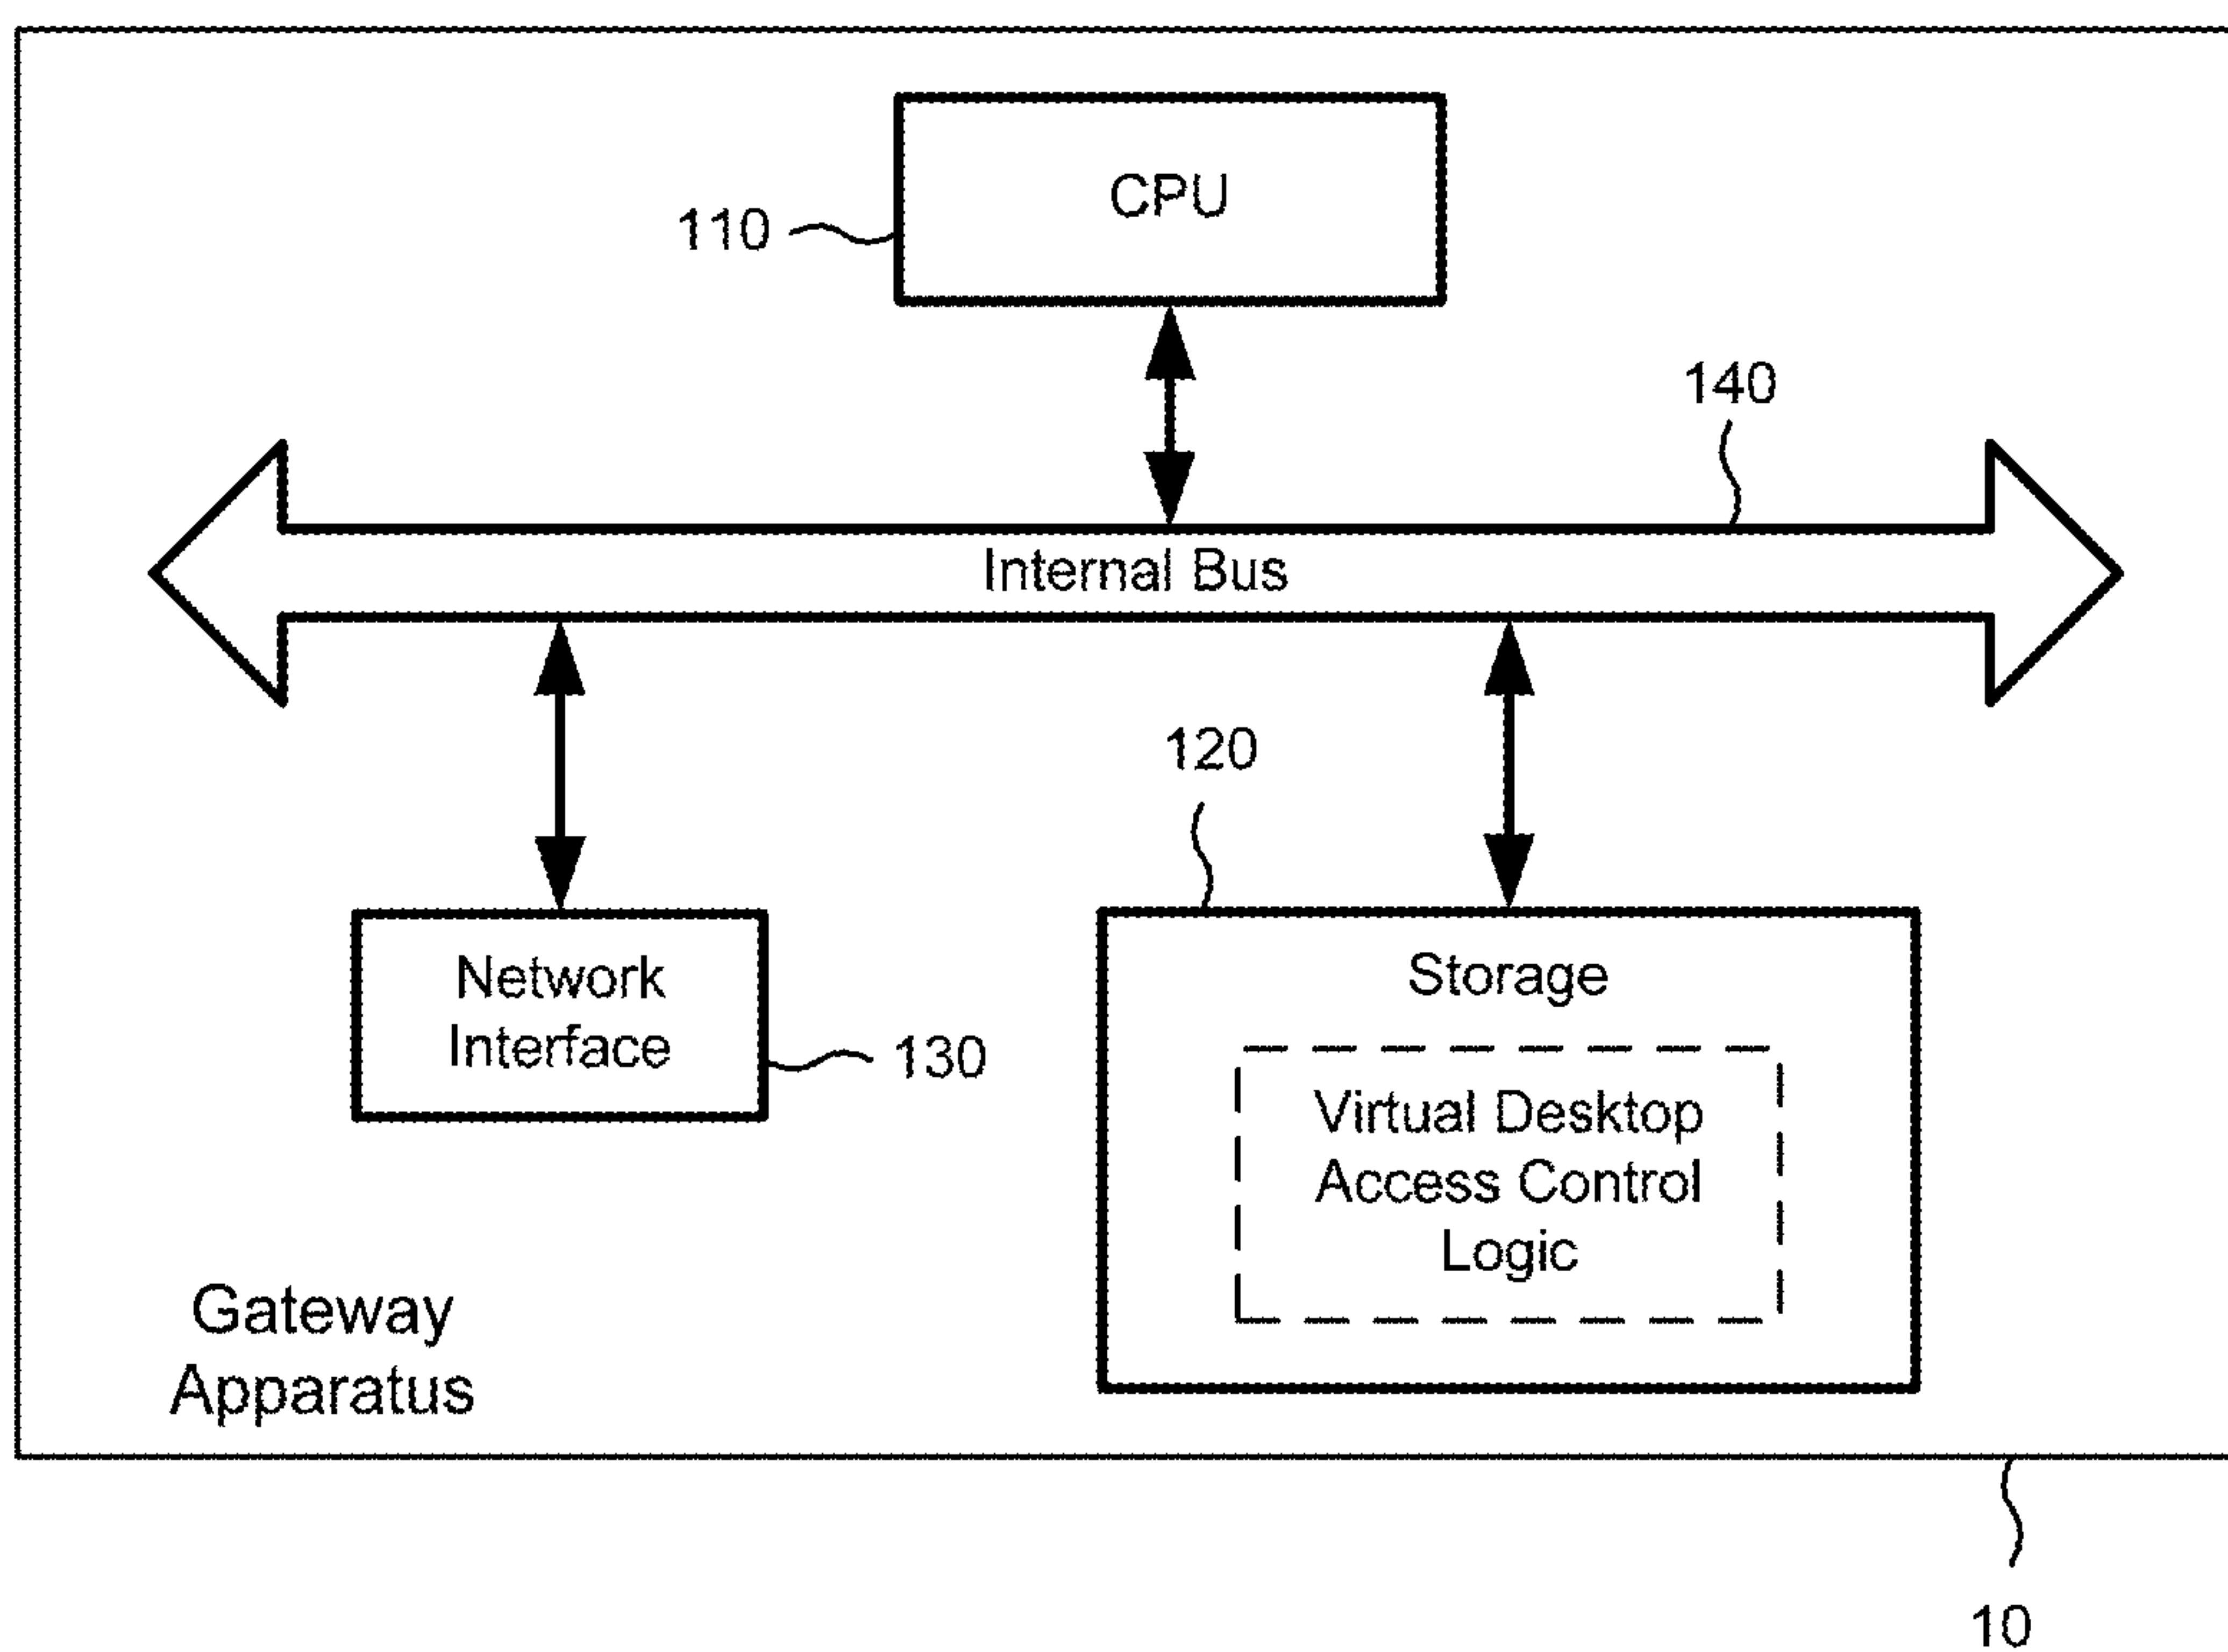 CPU
110
140
Internal Bus
120
Network
Interface
130
Storage
Virtual Desktop
Access Control
Logic
Gateway
Apparatus
10